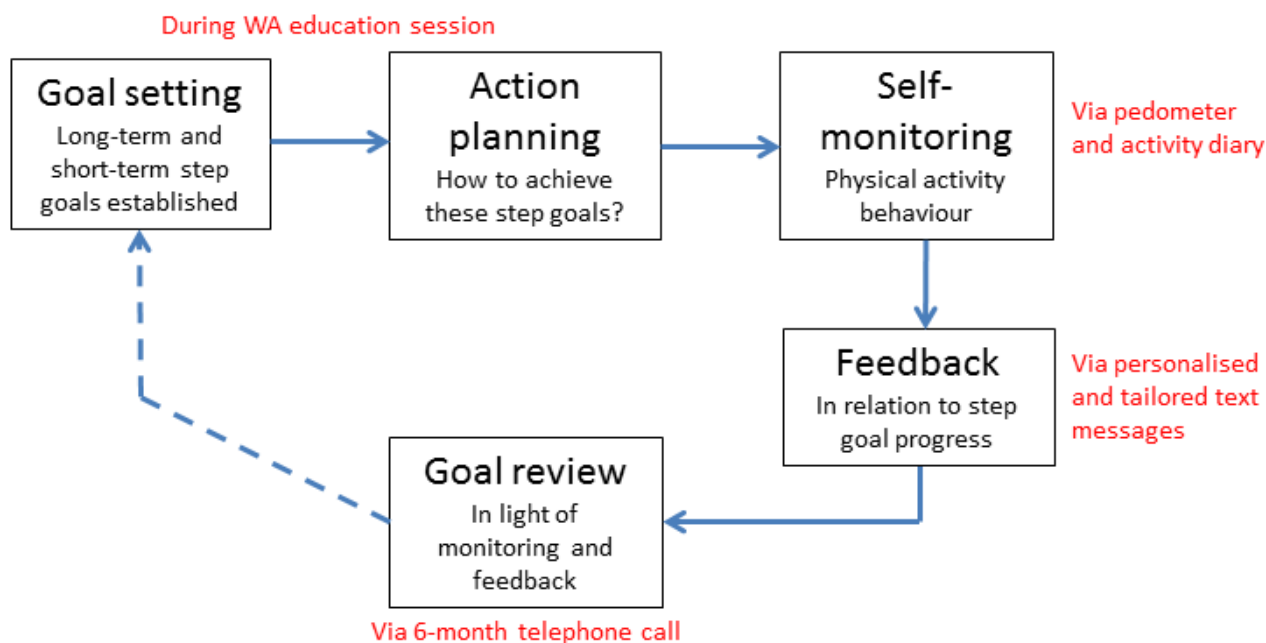 During WA education session
Goal setting
Long-term and
short-term step
goals established
Action
planning
How to achieve
these step goals?
Self-
monitoring
Physical activity
behaviour
Via pedometer
and activity diary
Feedback
In relation to step
goal progress
Via personalised
and tailored text
messages
Goal review
In light of
monitoring and
feedback
Via 6-month telephone call